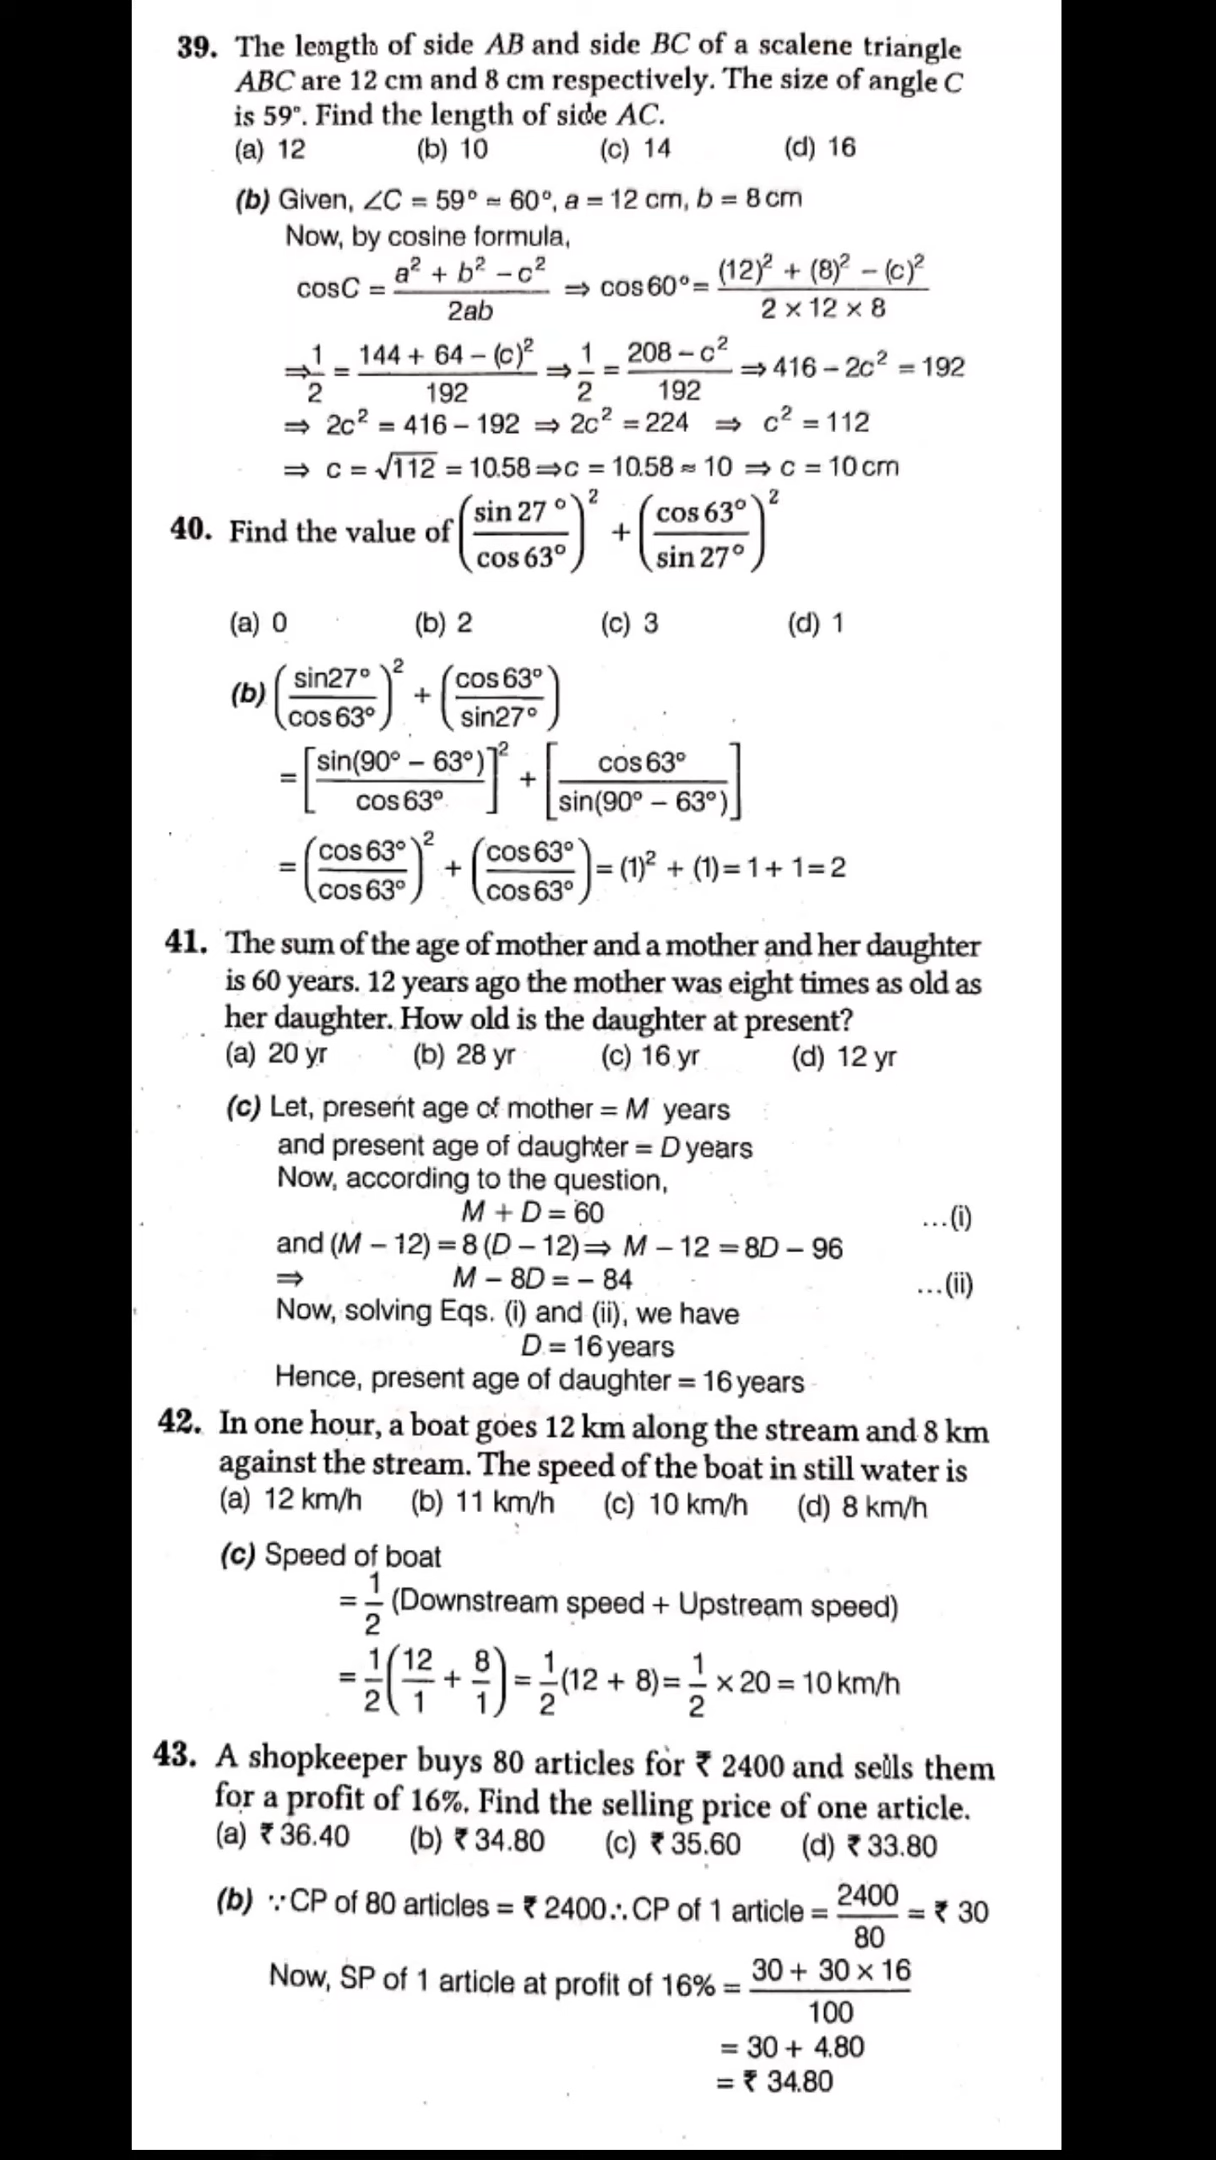 39. The length of side AB and side BC of a scalene triangle
ABC are 12 cm and 8 cm respectively. The size of angle C
is 59°. Find the length of side AC.
(a) 12 (b) 10 (c) 14 (d) 16
(b) Given, ∠C = 59° ≈ 60°, a = 12 cm, b = 8 cm
Now, by cosine formula,
cosC = (a² + b² – c²)/(2ab) ⇒ cos 60° = ((12)² + (8)² – (c)²)/(2 × 12 × 8)
⇒ 1/2 = (144 + 64 – (c)²)/192 ⇒ 1/2 = (208 – c²)/192 ⇒ 416 – 2c² = 192
⇒ 2c² = 416 – 192 ⇒ 2c² = 224 ⇒ c² = 112
⇒ c = √112 = 10.58 ⇒ c = 10.58 ≈ 10 ⇒ c = 10 cm
40. Find the value of (sin 27°/cos 63°)² + (cos 63°/sin 27°)²
(a) 0 (b) 2 (c) 3 (d) 1
(b) (sin27°/cos 63°)² + (cos 63°/sin27°)
= [sin(90° – 63°)/cos 63°]² + [cos 63°/sin(90° – 63°)]
= (cos 63°/cos 63°)² + (cos 63°/cos 63°) = (1)² + (1) = 1 + 1 = 2
41. The sum of the age of mother and a mother and her daughter
is 60 years. 12 years ago the mother was eight times as old as
her daughter. How old is the daughter at present?
(a) 20 yr (b) 28 yr (c) 16 yr (d) 12 yr
(c) Let, present age of mother = M years
and present age of daughter = D years
Now, according to the question,
M + D = 60 ...(i)
and (M – 12) = 8 (D – 12) ⇒ M – 12 = 8D – 96
⇒ M – 8D = – 84 ...(ii)
Now, solving Eqs. (i) and (ii), we have
D = 16 years
Hence, present age of daughter = 16 years
42. In one hour, a boat goes 12 km along the stream and 8 km
against the stream. The speed of the boat in still water is
(a) 12 km/h (b) 11 km/h (c) 10 km/h (d) 8 km/h
(c) Speed of boat
= 1/2 (Downstream speed + Upstream speed)
= 1/2 (12/1 + 8/1) = 1/2 (12 + 8) = 1/2 × 20 = 10 km/h
43. A shopkeeper buys 80 articles for ₹ 2400 and sells them
for a profit of 16%. Find the selling price of one article.
(a) ₹ 36.40 (b) ₹ 34.80 (c) ₹ 35.60 (d) ₹ 33.80
(b) ∵ CP of 80 articles = ₹ 2400 ∴ CP of 1 article = 2400/80 = ₹ 30
Now, SP of 1 article at profit of 16% = (30 + 30 × 16)/100
= 30 + 4.80
= ₹ 34.80